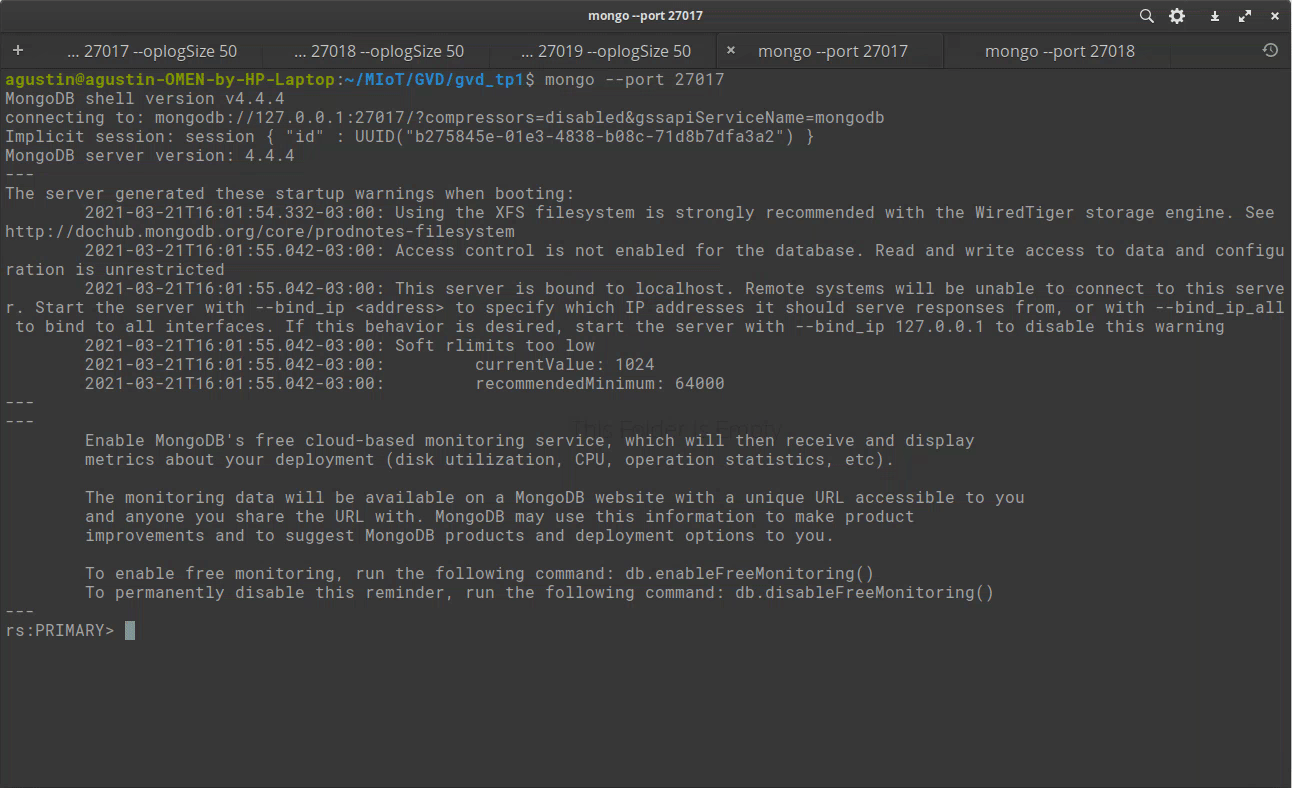 mongo --port 27017
... 27017 --oplogSize 50
... 27018 --oplogSize 50
... 27019 --oplogSize 50
mongo --port 27017
mongo --port 27018
agustin@agustin-OMEN-by-HP-Laptop:~/MIoT/GVD/gvd_tp1$ mongo --port 27017
MongoDB shell version v4.4.4
connecting to: mongodb://127.0.0.1:27017/?compressors=disabled&gssapiServiceName=mongodb
Implicit session: session { "id" : UUID("b275845e-01e3-4838-b08c-71d8b7dfa3a2") }
MongoDB server version: 4.4.4
---
The server generated these startup warnings when booting:
        2021-03-21T16:01:54.332-03:00: Using the XFS filesystem is strongly recommended with the WiredTiger storage engine. See
http://dochub.mongodb.org/core/prodnotes-filesystem
        2021-03-21T16:01:55.042-03:00: Access control is not enabled for the database. Read and write access to data and configu
ration is unrestricted
        2021-03-21T16:01:55.042-03:00: This server is bound to localhost. Remote systems will be unable to connect to this serve
r. Start the server with --bind_ip <address> to specify which IP addresses it should serve responses from, or with --bind_ip_all
 to bind to all interfaces. If this behavior is desired, start the server with --bind_ip 127.0.0.1 to disable this warning
        2021-03-21T16:01:55.042-03:00: Soft rlimits too low
        2021-03-21T16:01:55.042-03:00:         currentValue: 1024
        2021-03-21T16:01:55.042-03:00:         recommendedMinimum: 64000
---
---
This Folder Is Empty
        Enable MongoDB's free cloud-based monitoring service, which will then receive and display
        metrics about your deployment (disk utilization, CPU, operation statistics, etc).

        The monitoring data will be available on a MongoDB website with a unique URL accessible to you
        and anyone you share the URL with. MongoDB may use this information to make product
        improvements and to suggest MongoDB products and deployment options to you.

        To enable free monitoring, run the following command: db.enableFreeMonitoring()
        To permanently disable this reminder, run the following command: db.disableFreeMonitoring()
---
rs:PRIMARY>